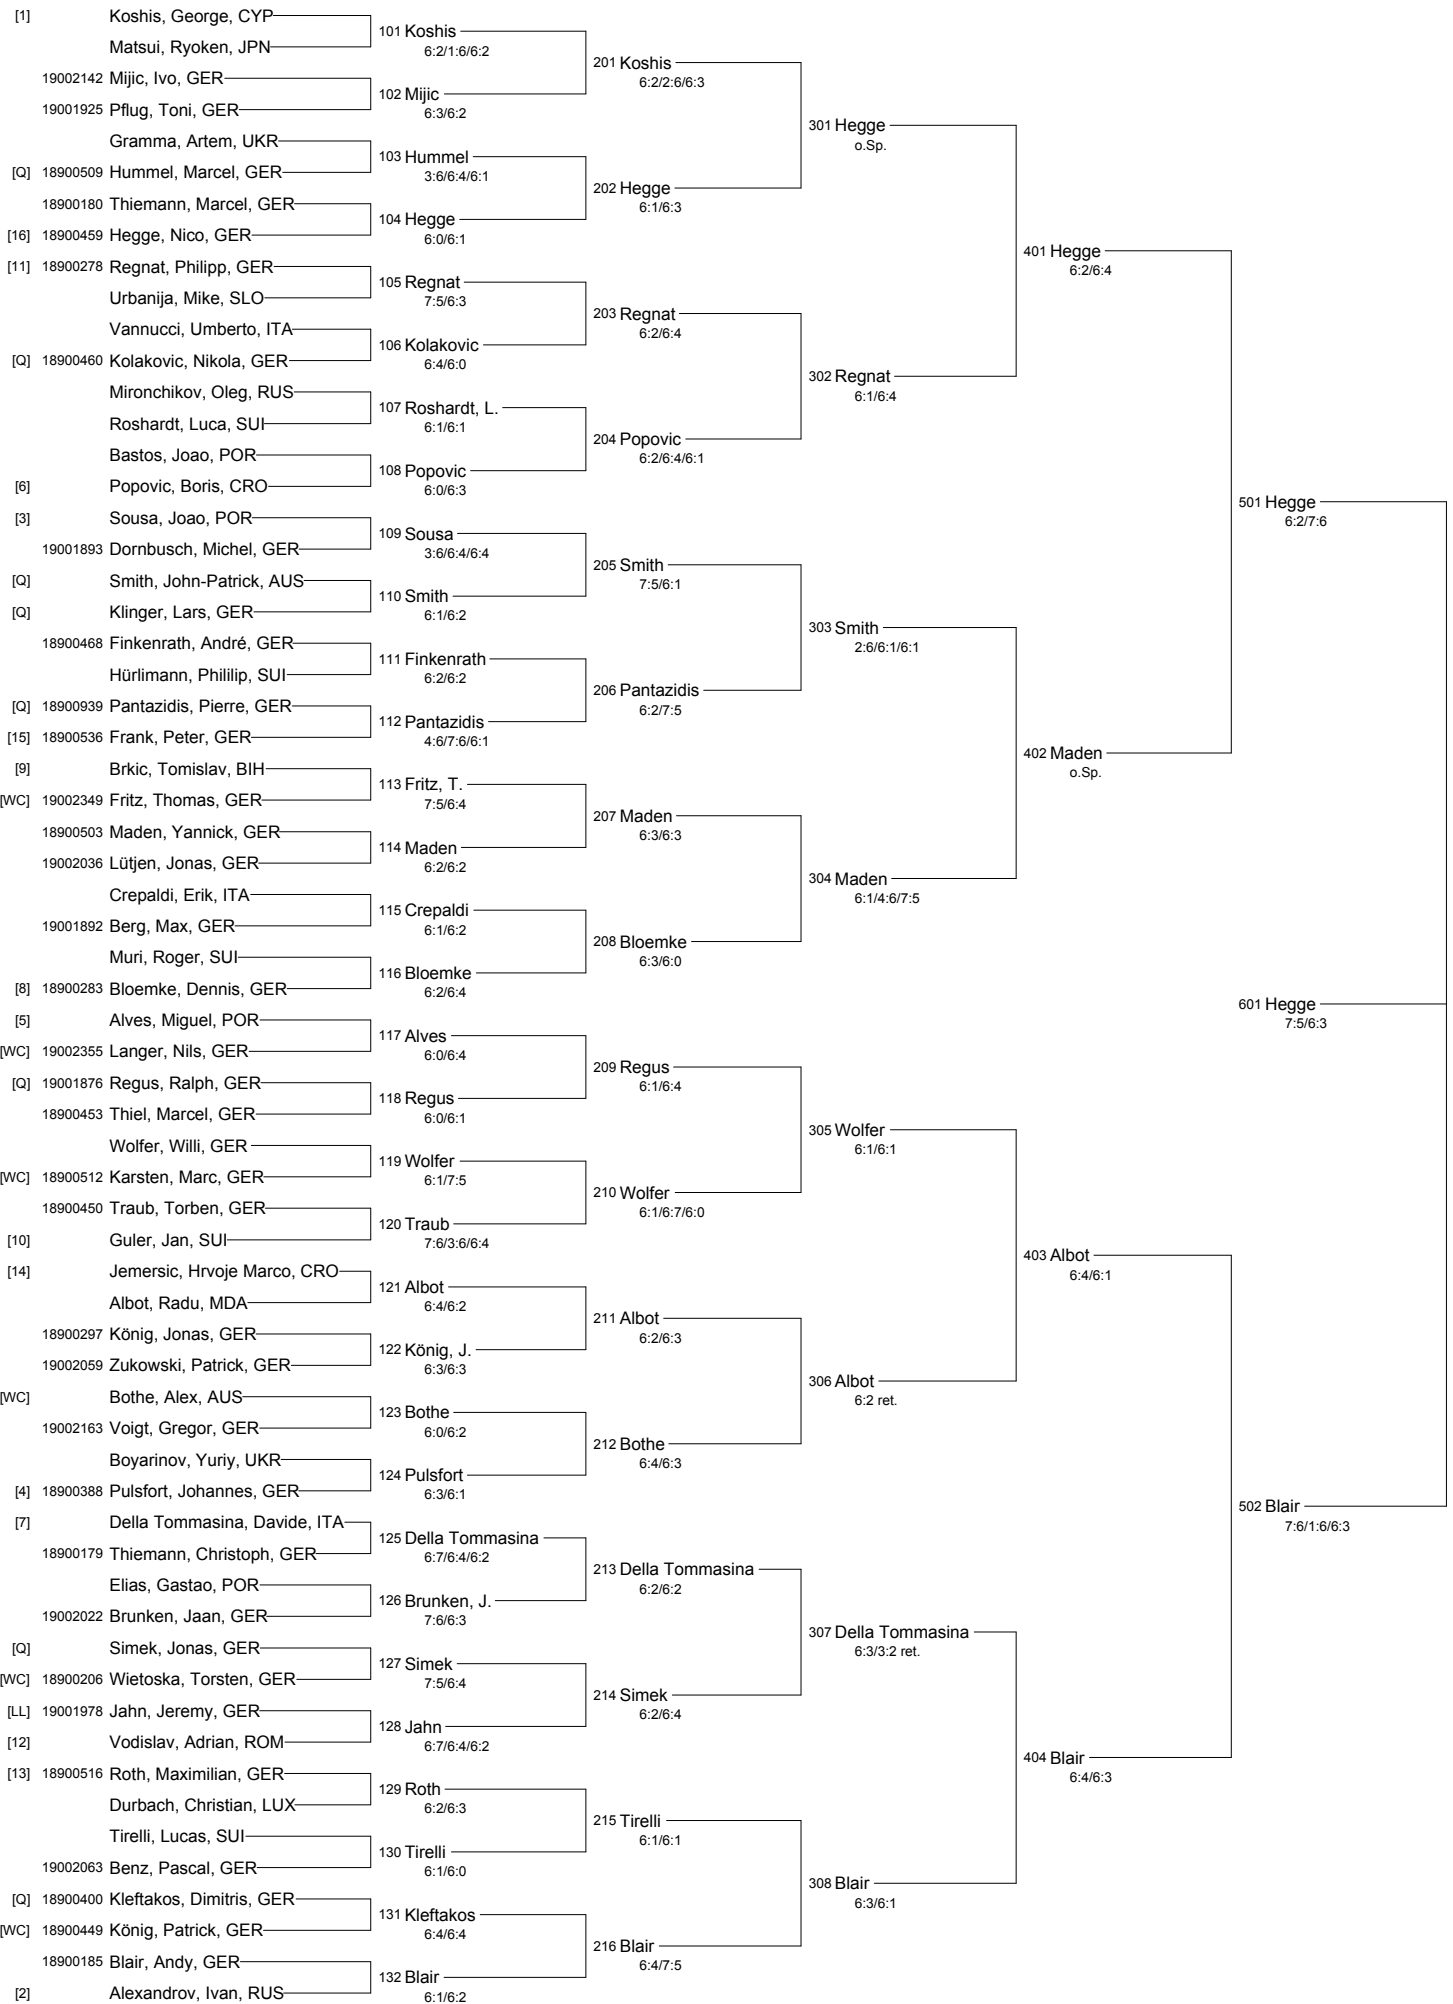 [1] Koshis, George, CYP
101 Koshis
Matsui, Ryoken, JPN
6:2/1:6/6:2
201 Koshis
19002142 Mijic, Ivo, GER
6:2/2:6/6:3
102 Mijic
19001925 Pflug, Toni, GER
6:3/6:2
301 Hegge
Gramma, Artem, UKR
o.Sp.
103 Hummel
[Q] 18900509 Hummel, Marcel, GER
3:6/6:4/6:1
202 Hegge
18900180 Thiemann, Marcel, GER
6:1/6:3
104 Hegge
[16] 18900459 Hegge, Nico, GER
6:0/6:1
401 Hegge
[11] 18900278 Regnat, Philipp, GER
6:2/6:4
105 Regnat
Urbanija, Mike, SLO
7:5/6:3
203 Regnat
Vannucci, Umberto, ITA
6:2/6:4
106 Kolakovic
[Q] 18900460 Kolakovic, Nikola, GER
6:4/6:0
302 Regnat
Mironchikov, Oleg, RUS
6:1/6:4
107 Roshardt, L.
Roshardt, Luca, SUI
6:1/6:1
204 Popovic
Bastos, Joao, POR
6:2/6:4/6:1
108 Popovic
[6] Popovic, Boris, CRO
6:0/6:3
501 Hegge
[3] Sousa, Joao, POR
6:2/7:6
109 Sousa
19001893 Dornbusch, Michel, GER
3:6/6:4/6:4
205 Smith
[Q] Smith, John-Patrick, AUS
7:5/6:1
110 Smith
[Q] Klinger, Lars, GER
6:1/6:2
303 Smith
18900468 Finkenrath, André, GER
2:6/6:1/6:1
111 Finkenrath
Hürlimann, Phililip, SUI
6:2/6:2
206 Pantazidis
[Q] 18900939 Pantazidis, Pierre, GER
6:2/7:5
112 Pantazidis
[15] 18900536 Frank, Peter, GER
4:6/7:6/6:1
402 Maden
[9] Brkic, Tomislav, BIH
o.Sp.
113 Fritz, T.
[WC] 19002349 Fritz, Thomas, GER
7:5/6:4
207 Maden
18900503 Maden, Yannick, GER
6:3/6:3
114 Maden
19002036 Lütjen, Jonas, GER
6:2/6:2
304 Maden
Crepaldi, Erik, ITA
6:1/4:6/7:5
115 Crepaldi
19001892 Berg, Max, GER
6:1/6:2
208 Bloemke
Muri, Roger, SUI
6:3/6:0
116 Bloemke
[8] 18900283 Bloemke, Dennis, GER
6:2/6:4
601 Hegge
[5] Alves, Miguel, POR
7:5/6:3
117 Alves
[WC] 19002355 Langer, Nils, GER
6:0/6:4
209 Regus
[Q] 19001876 Regus, Ralph, GER
6:1/6:4
118 Regus
18900453 Thiel, Marcel, GER
6:0/6:1
305 Wolfer
Wolfer, Willi, GER
6:1/6:1
119 Wolfer
[WC] 18900512 Karsten, Marc, GER
6:1/7:5
210 Wolfer
18900450 Traub, Torben, GER
6:1/6:7/6:0
120 Traub
[10] Guler, Jan, SUI
7:6/3:6/6:4
403 Albot
[14] Jemersic, Hrvoje Marco, CRO
6:4/6:1
121 Albot
Albot, Radu, MDA
6:4/6:2
211 Albot
18900297 König, Jonas, GER
6:2/6:3
122 König, J.
19002059 Zukowski, Patrick, GER
6:3/6:3
306 Albot
[WC] Bothe, Alex, AUS
6:2 ret.
123 Bothe
19002163 Voigt, Gregor, GER
6:0/6:2
212 Bothe
Boyarinov, Yuriy, UKR
6:4/6:3
124 Pulsfort
[4] 18900388 Pulsfort, Johannes, GER
6:3/6:1
502 Blair
[7] Della Tommasina, Davide, ITA
7:6/1:6/6:3
125 Della Tommasina
18900179 Thiemann, Christoph, GER
6:7/6:4/6:2
213 Della Tommasina
Elias, Gastao, POR
6:2/6:2
126 Brunken, J.
19002022 Brunken, Jaan, GER
7:6/6:3
307 Della Tommasina
[Q] Simek, Jonas, GER
6:3/3:2 ret.
127 Simek
[WC] 18900206 Wietoska, Torsten, GER
7:5/6:4
214 Simek
[LL] 19001978 Jahn, Jeremy, GER
6:2/6:4
128 Jahn
[12] Vodislav, Adrian, ROM
6:7/6:4/6:2
404 Blair
[13] 18900516 Roth, Maximilian, GER
6:4/6:3
129 Roth
Durbach, Christian, LUX
6:2/6:3
215 Tirelli
Tirelli, Lucas, SUI
6:1/6:1
130 Tirelli
19002063 Benz, Pascal, GER
6:1/6:0
308 Blair
[Q] 18900400 Kleftakos, Dimitris, GER
6:3/6:1
131 Kleftakos
[WC] 18900449 König, Patrick, GER
6:4/6:4
216 Blair
18900185 Blair, Andy, GER
6:4/7:5
132 Blair
[2] Alexandrov, Ivan, RUS
6:1/6:2